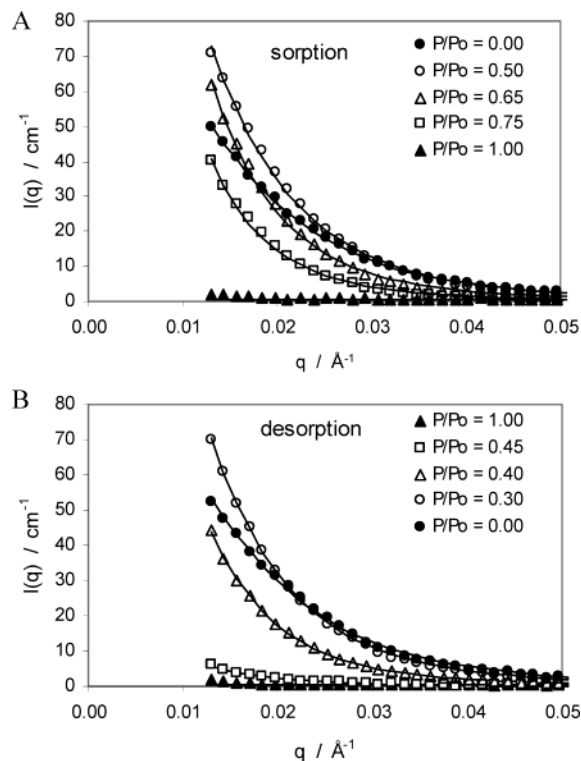 A
80
70
60
50
40
30
20
10
0
I(q) / cm⁻¹
sorption
P/Po = 0.00
P/Po = 0.50
P/Po = 0.65
P/Po = 0.75
P/Po = 1.00
0.00 0.01 0.02 0.03 0.04 0.05
q / Å⁻¹
B
80
70
60
50
40
30
20
10
0
I(q) / cm⁻¹
desorption
P/Po = 1.00
P/Po = 0.45
P/Po = 0.40
P/Po = 0.30
P/Po = 0.00
0.00 0.01 0.02 0.03 0.04 0.05
q / Å⁻¹